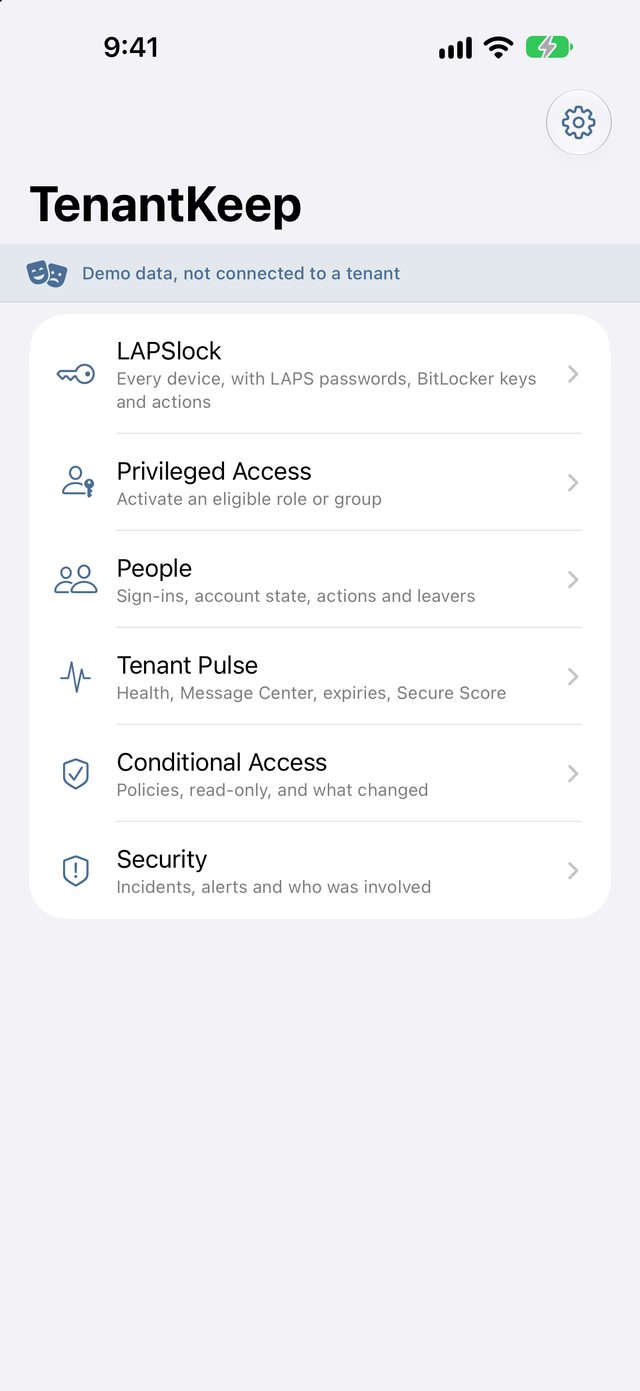 9:41
TenantKeep
Demo data, not connected to a tenant
LAPSlock
Every device, with LAPS passwords, BitLocker keys
and actions
Privileged Access
Activate an eligible role or group
People
Sign-ins, account state, actions and leavers
Tenant Pulse
Health, Message Center, expiries, Secure Score
Conditional Access
Policies, read-only, and what changed
Security
Incidents, alerts and who was involved